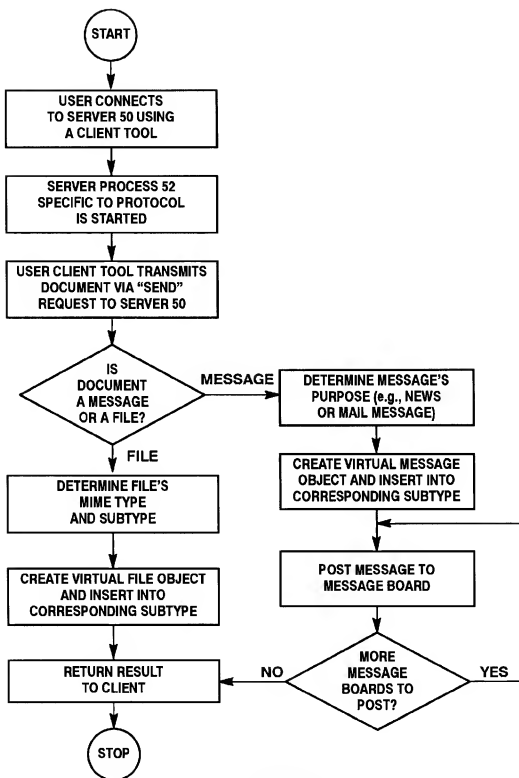 START
USER CONNECTS
TO SERVER 50 USING
A CLIENT TOOL
SERVER PROCESS 52
SPECIFIC TO PROTOCOL
IS STARTED
USER CLIENT TOOL TRANSMITS
DOCUMENT VIA “SEND”
REQUEST TO SERVER 50
IS
DOCUMENT
A MESSAGE
OR A FILE?
MESSAGE
FILE
DETERMINE FILE'S
MIME TYPE
AND SUBTYPE
CREATE VIRTUAL FILE OBJECT
AND INSERT INTO
CORRESPONDING SUBTYPE
DETERMINE MESSAGE'S
PURPOSE (e.g., NEWS
OR MAIL MESSAGE)
CREATE VIRTUAL MESSAGE
OBJECT AND INSERT INTO
CORRESPONDING SUBTYPE
POST MESSAGE TO
MESSAGE BOARD
MORE
MESSAGE
BOARDS TO
POST?
YES
NO
RETURN RESULT
TO CLIENT
STOP